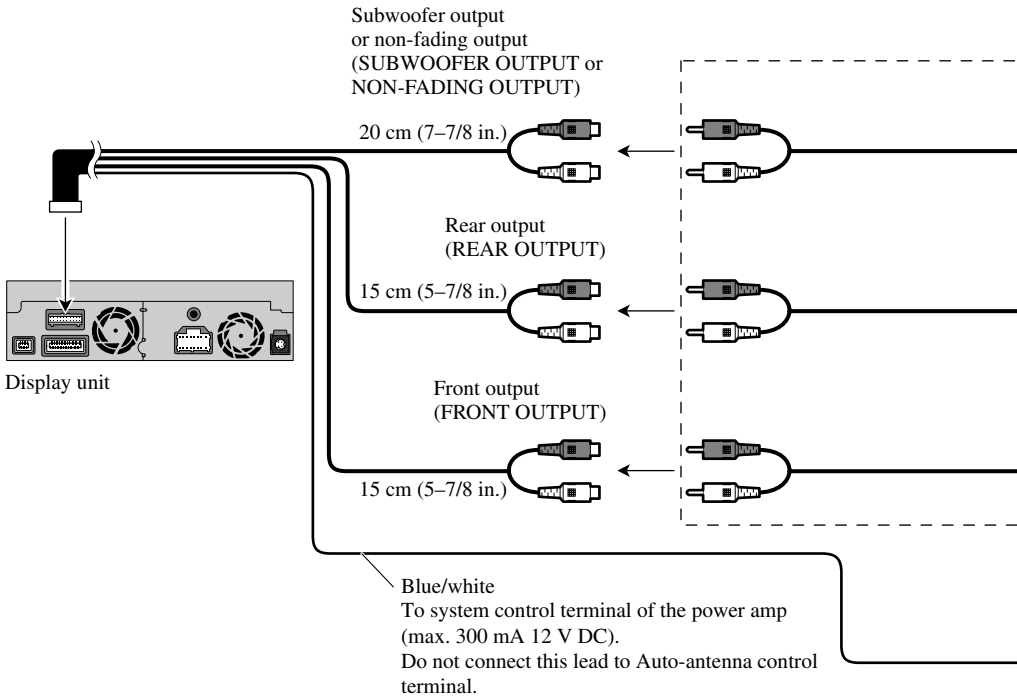 Subwoofer output
or non-fading output
(SUBWOOFER OUTPUT or
NON-FADING OUTPUT)
20 cm (7–7/8 in.)
Rear output
(REAR OUTPUT)
15 cm (5–7/8 in.)
Display unit
Front output
(FRONT OUTPUT)
15 cm (5–7/8 in.)
Blue/white
To system control terminal of the power amp
(max. 300 mA 12 V DC).
Do not connect this lead to Auto-antenna control
terminal.